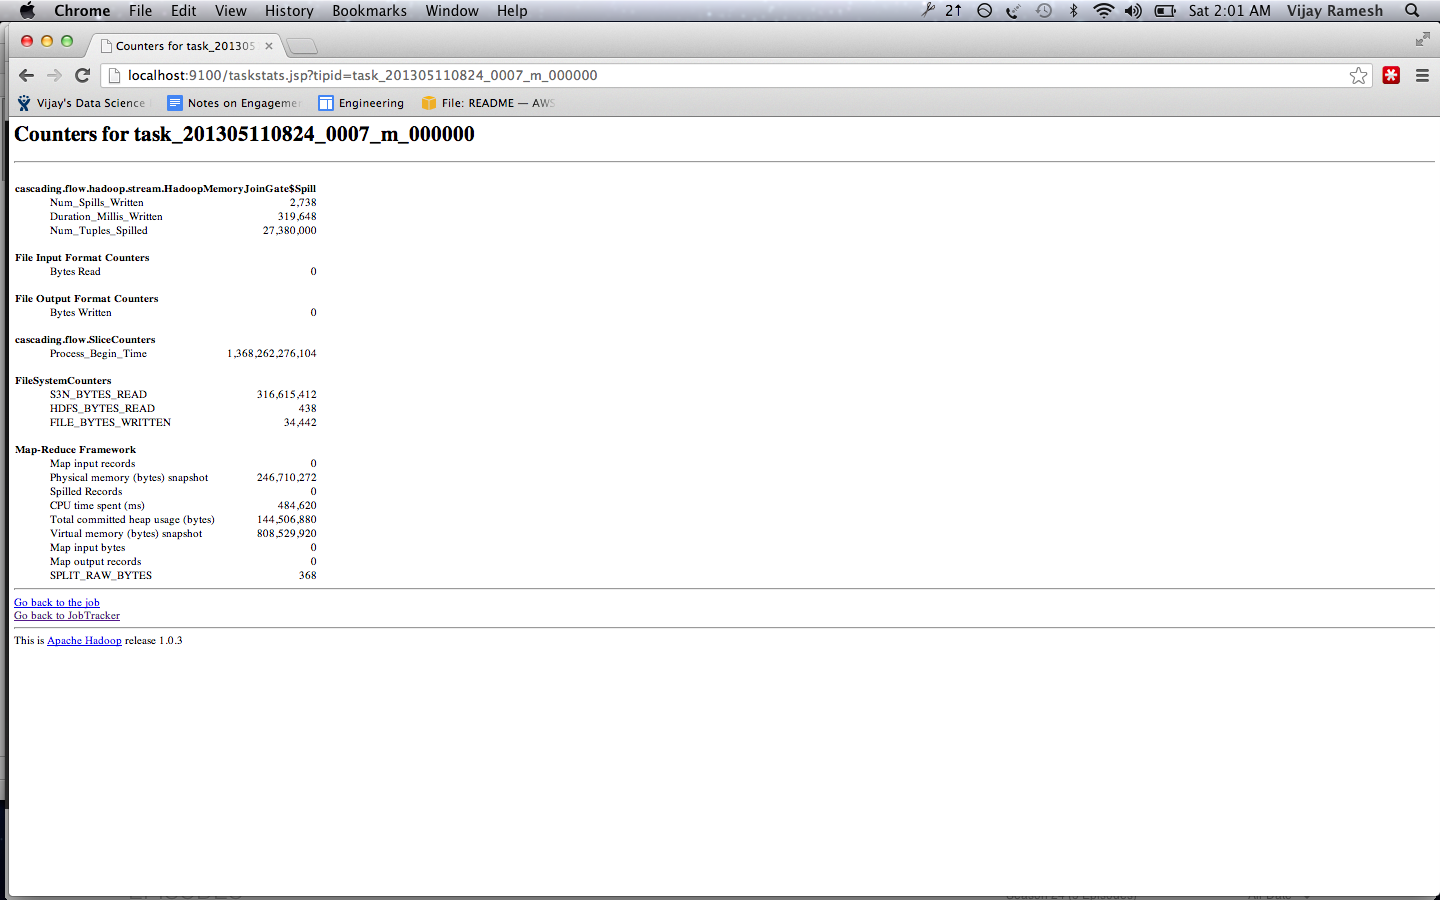 Chrome File Edit View History Bookmarks Window Help 2↑ Sat 2:01 AM Vijay Ramesh
Counters for task_201305
localhost:9100/taskstats.jsp?tipid=task_201305110824_0007_m_000000
Vijay's Data Science Notes on Engageme Engineering File: README — AWS
Counters for task_201305110824_0007_m_000000
cascading.flow.hadoop.stream.HadoopMemoryJoinGate$Spill
Num_Spills_Written 2,738
Duration_Millis_Written 319,648
Num_Tuples_Spilled 27,380,000
File Input Format Counters
Bytes Read 0
File Output Format Counters
Bytes Written 0
cascading.flow.SliceCounters
Process_Begin_Time 1,368,262,276,104
FileSystemCounters
S3N_BYTES_READ 316,615,412
HDFS_BYTES_READ 438
FILE_BYTES_WRITTEN 34,442
Map-Reduce Framework
Map input records 0
Physical memory (bytes) snapshot 246,710,272
Spilled Records 0
CPU time spent (ms) 484,620
Total committed heap usage (bytes) 144,506,880
Virtual memory (bytes) snapshot 808,529,920
Map input bytes 0
Map output records 0
SPLIT_RAW_BYTES 368
Go back to the job
Go back to JobTracker
This is Apache Hadoop release 1.0.3